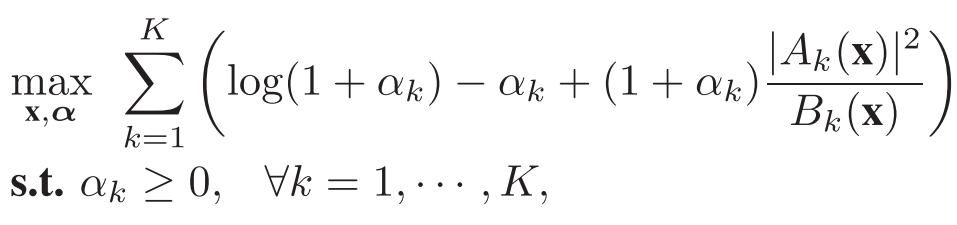 max_{x,α} ∑_{k=1}^{K} ( log(1 + α_k) − α_k + (1 + α_k) |A_k(x)|² / B_k(x) )
s.t. α_k ≥ 0, ∀k = 1, ⋯ , K,